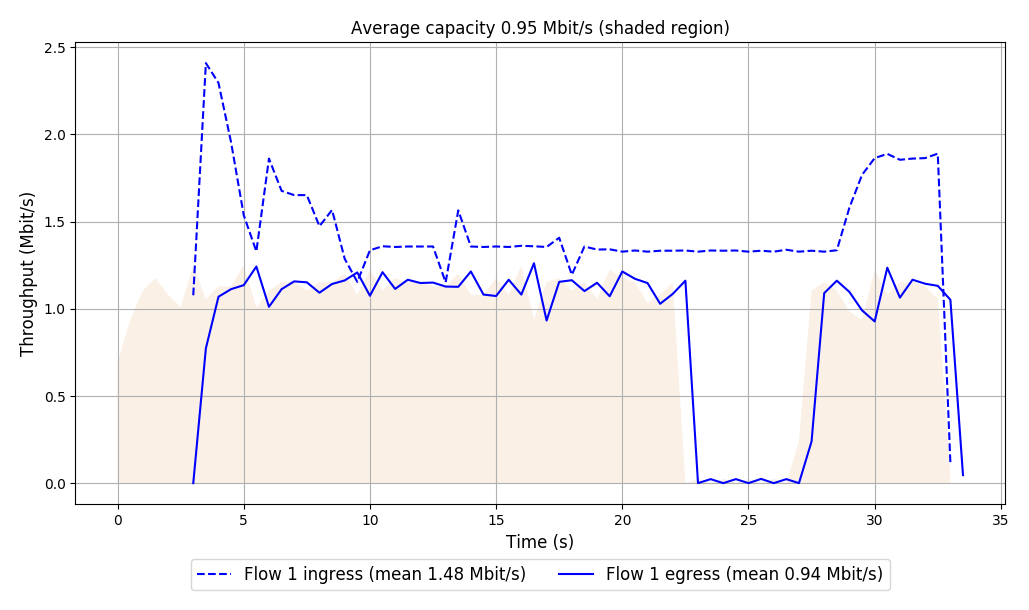 Average capacity 0.95 Mbit/s (shaded region)
2.5
2.0
1.5
1.0
0.5
0.0
Throughput (Mbit/s)
0 5 10 15 20 25 30 35
Time (s)
Flow 1 ingress (mean 1.48 Mbit/s) Flow 1 egress (mean 0.94 Mbit/s)